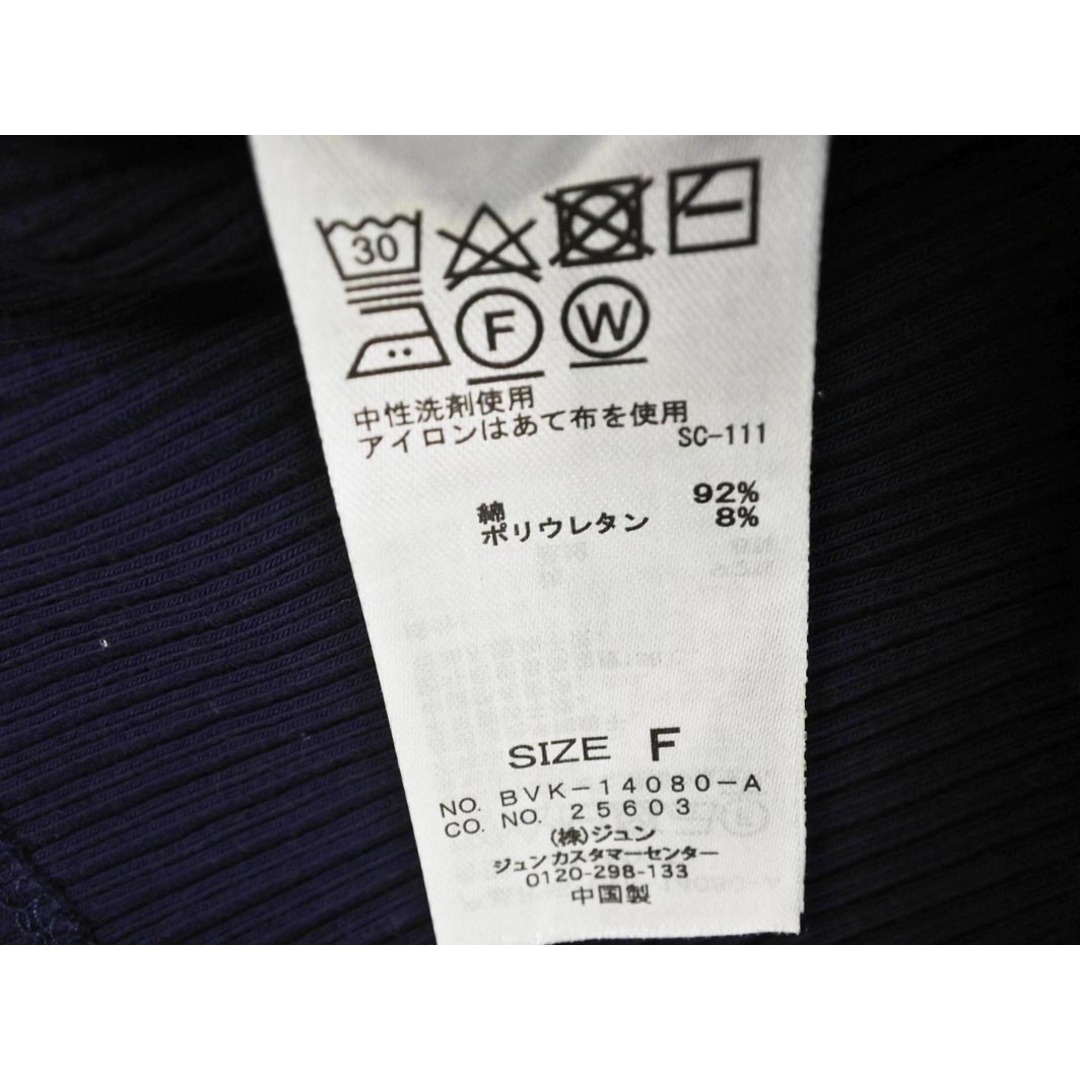 30
F W
中性洗剤使用
アイロンはあて布を使用
SC-111
綿 92%
ポリウレタン 8%
SIZE F
NO. BVK-14080-A
CO. NO. 25603
(株)ジュン
ジュンカスタマーセンター
0120-298-133
中国製